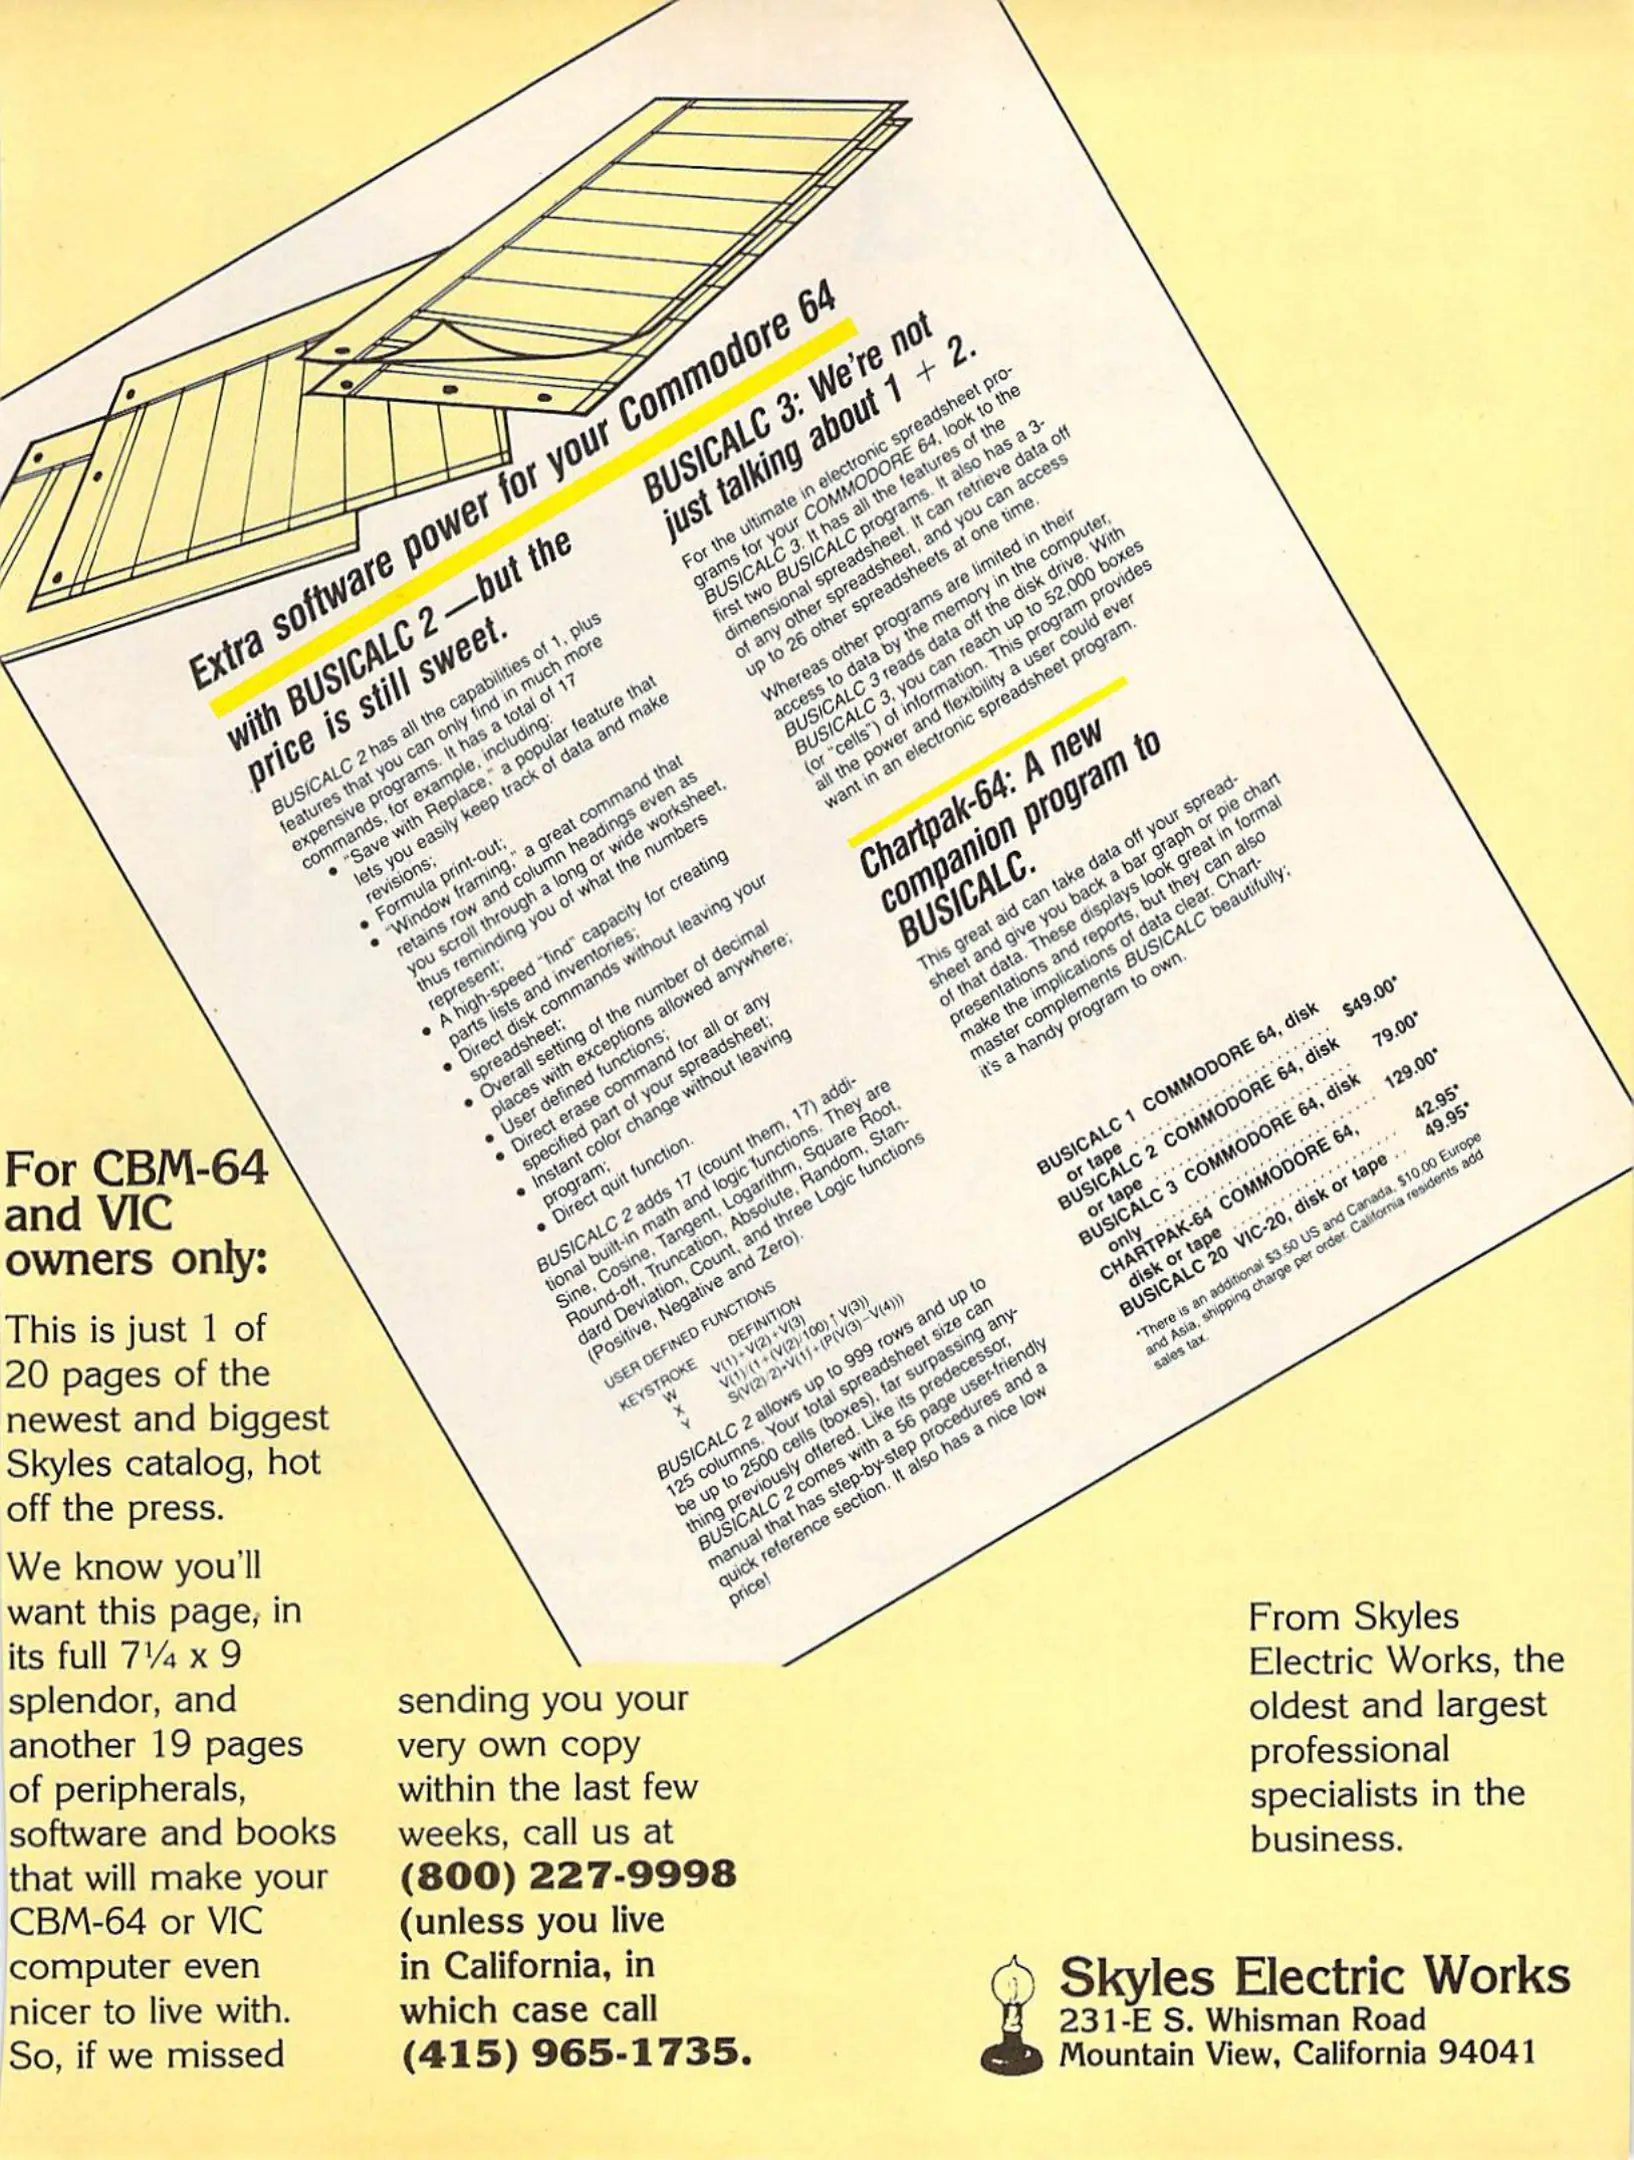 Extra software power for your Commodore 64
with BUSICALC 2—but the
price is still sweet.
BUSICALC 2 has all the capabilities of 1, plus
features that you can only find in much more
expensive programs. It has a total of 17
commands, for example, including:
• "Save with Replace," a popular feature that
lets you easily keep track of data and make
revisions;
• Formula print-out;
• "Window framing," a great command that
retains row and column headings even as
you scroll through a long or wide worksheet,
thus reminding you of what the numbers
represent;
• A high-speed "find" capacity for creating
parts lists and inventories;
• Direct disk commands without leaving your
spreadsheet;
• Overall setting of the number of decimal
places with exceptions allowed anywhere;
• User defined functions;
• Direct erase command for all or any
specified part of your spreadsheet;
• Instant color change without leaving
program;
• Direct quit function.
BUSICALC 2 adds 17 (count them, 17) addi-
tional built-in math and logic functions. They are
Sine, Cosine, Tangent, Logarithm, Square Root,
Round-off, Truncation, Absolute, Random, Stan-
dard Deviation, Count, and three Logic functions
(Positive, Negative and Zero).
USER DEFINED FUNCTIONS
KEYSTROKE DEFINITION
W V(1)+V(2)+V(3)
X V(1)/(1+(V(2)/100)↑V(3))
Y S(V(2)/2)+V(1)+(P(V(3)−V(4)))
BUSICALC 2 allows up to 999 rows and up to
125 columns. Your total spreadsheet size can
be up to 2500 cells (boxes), far surpassing any-
thing previously offered. Like its predecessor,
BUSICALC 2 comes with a 56 page user-friendly
manual that has step-by-step procedures and a
quick reference section. It also has a nice low
price!
BUSICALC 3: We're not
just talking about 1 + 2.
For the ultimate in electronic spreadsheet pro-
grams for your COMMODORE 64, look to the
BUSICALC 3. It has all the features of the
first two BUSICALC programs. It also has a 3-
dimensional spreadsheet. It can retrieve data off
of any other spreadsheet, and you can access
up to 26 other spreadsheets at one time.
Whereas other programs are limited in their
access to data by the memory in the computer,
BUSICALC 3 reads data off the disk drive. With
BUSICALC 3, you can reach up to 52,000 boxes
(or "cells") of information. This program provides
all the power and flexibility a user could ever
want in an electronic spreadsheet program.
Chartpak-64: A new
companion program to
BUSICALC.
This great aid can take data off your spread-
sheet and give you back a bar graph or pie chart
of that data. These displays look great in formal
presentations and reports, but they can also
make the implications of data clear. Chart-
master complements BUSICALC beautifully;
it's a handy program to own.
BUSICALC 1 COMMODORE 64, disk
or tape .......................... $49.00*
BUSICALC 2 COMMODORE 64, disk
or tape .......................... 79.00*
BUSICALC 3 COMMODORE 64, disk
only .......................... 129.00*
CHARTPAK-64 COMMODORE 64,
disk or tape .................... 42.95*
BUSICALC 20 VIC-20, disk or tape .. 49.95*
*There is an additional $3.50 US and Canada, $10.00 Europe
and Asia, shipping charge per order. California residents add
sales tax.
For CBM-64
and VIC
owners only:
This is just 1 of
20 pages of the
newest and biggest
Skyles catalog, hot
off the press.
We know you'll
want this page, in
its full 7¼ x 9
splendor, and
another 19 pages
of peripherals,
software and books
that will make your
CBM-64 or VIC
computer even
nicer to live with.
So, if we missed
sending you your
very own copy
within the last few
weeks, call us at
(800) 227-9998
(unless you live
in California, in
which case call
(415) 965-1735.
From Skyles
Electric Works, the
oldest and largest
professional
specialists in the
business.
Skyles Electric Works
231-E S. Whisman Road
Mountain View, California 94041